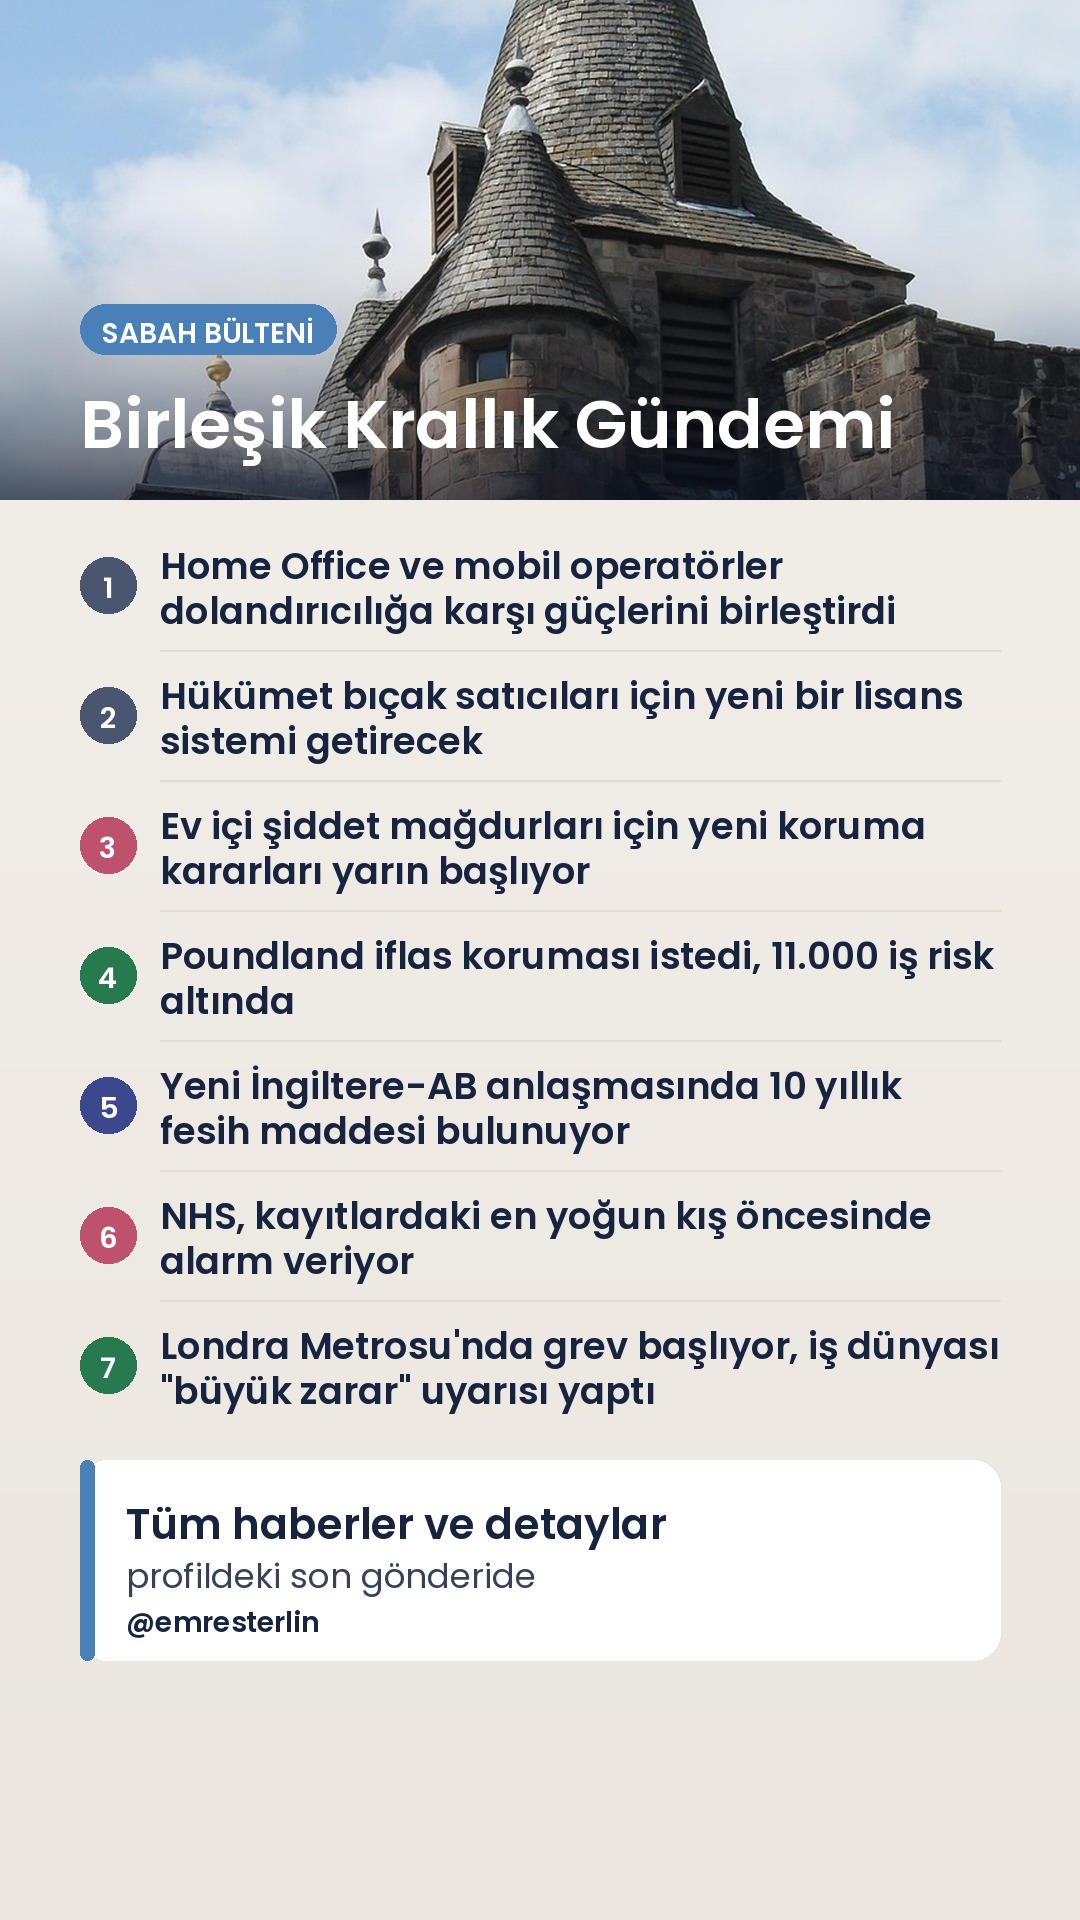 SABAH BÜLTENİ
Birleşik Krallık Gündemi
1
Home Office ve mobil operatörler
dolandırıcılığa karşı güçlerini birleştirdi
2
Hükümet bıçak satıcıları için yeni bir lisans
sistemi getirecek
3
Ev içi şiddet mağdurları için yeni koruma
kararları yarın başlıyor
4
Poundland iflas koruması istedi, 11.000 iş risk
altında
5
Yeni İngiltere-AB anlaşmasında 10 yıllık
fesih maddesi bulunuyor
6
NHS, kayıtlardaki en yoğun kış öncesinde
alarm veriyor
7
Londra Metrosu'nda grev başlıyor, iş dünyası
"büyük zarar" uyarısı yaptı
Tüm haberler ve detaylar
profildeki son gönderide
@emresterlin